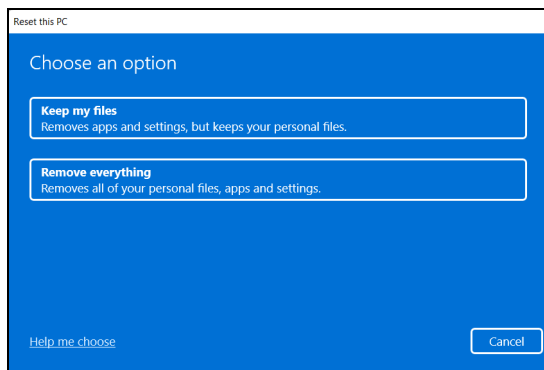 Reset this PC
Choose an option
Keep my files
Removes apps and settings, but keeps your personal files.
Remove everything
Removes all of your personal files, apps and settings.
Help me choose
Cancel